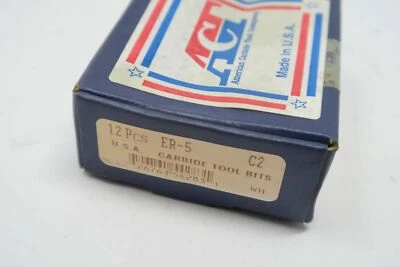 ACT
American Carbide Tool Company
Made in U.S.A.
12 Pcs ER-5 C2
U.S.A. CARBIDE TOOL BITS
WH